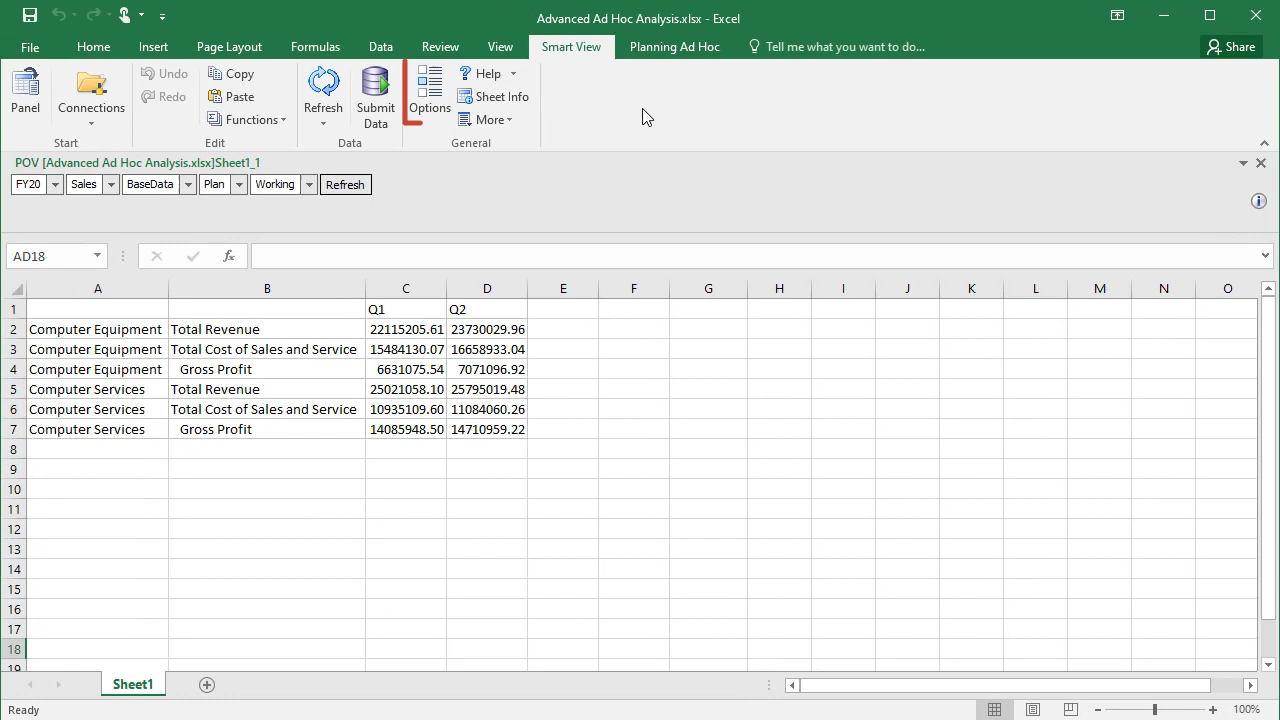 Advanced Ad Hoc Analysis.xlsx - Excel
File Home Insert Page Layout Formulas Data Review View Smart View Planning Ad Hoc Tell me what you want to do... Share
Panel
Connections
Undo
Redo
Copy
Paste
Functions
Refresh
Submit
Data
Options
Help
Sheet Info
More
Start Edit Data General
POV [Advanced Ad Hoc Analysis.xlsx]Sheet1_1
FY20 Sales BaseData Plan Working Refresh
AD18 fx
A B C D E F G H I J K L M N O
1 Q1 Q2
2 Computer Equipment Total Revenue 22115205.61 23730029.96
3 Computer Equipment Total Cost of Sales and Service 15484130.07 16658933.04
4 Computer Equipment Gross Profit 6631075.54 7071096.92
5 Computer Services Total Revenue 25021058.10 25795019.48
6 Computer Services Total Cost of Sales and Service 10935109.60 11084060.26
7 Computer Services Gross Profit 14085948.50 14710959.22
8
9
10
11
12
13
14
15
16
17
18
19
Sheet1
Ready 100%